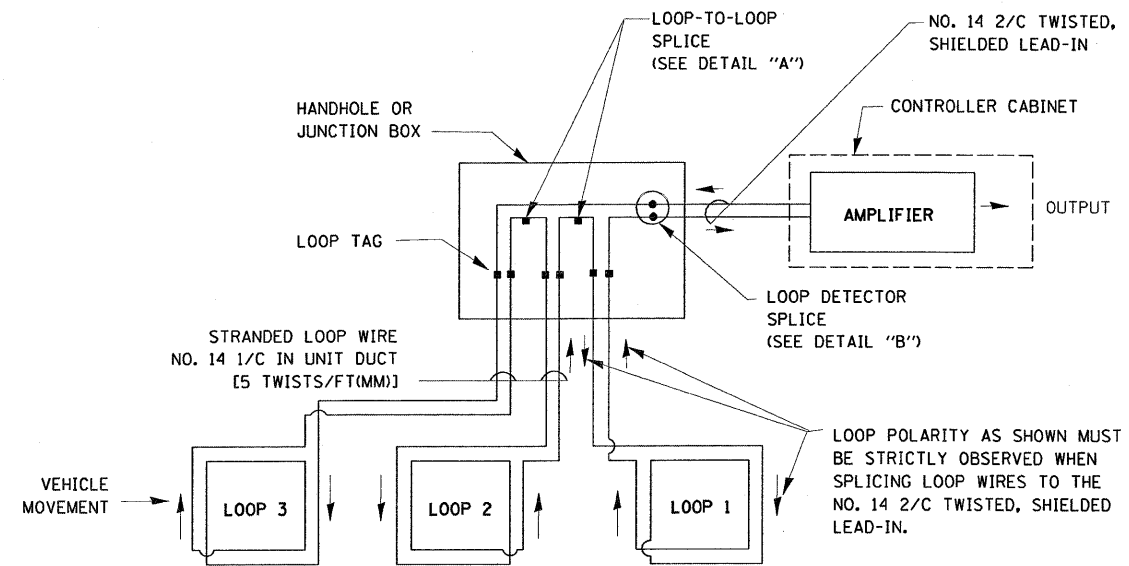 LOOP-TO-LOOP
SPLICE
(SEE DETAIL "A")
NO. 14 2/C TWISTED,
SHIELDED LEAD-IN
HANDHOLE OR
JUNCTION BOX
CONTROLLER CABINET
AMPLIFIER
OUTPUT
LOOP TAG
LOOP DETECTOR
SPLICE
(SEE DETAIL "B")
STRANDED LOOP WIRE
NO. 14 1/C IN UNIT DUCT
[5 TWISTS/FT(MM)]
LOOP POLARITY AS SHOWN MUST
BE STRICTLY OBSERVED WHEN
SPLICING LOOP WIRES TO THE
NO. 14 2/C TWISTED, SHIELDED
LEAD-IN.
VEHICLE
MOVEMENT
LOOP 3
LOOP 2
LOOP 1